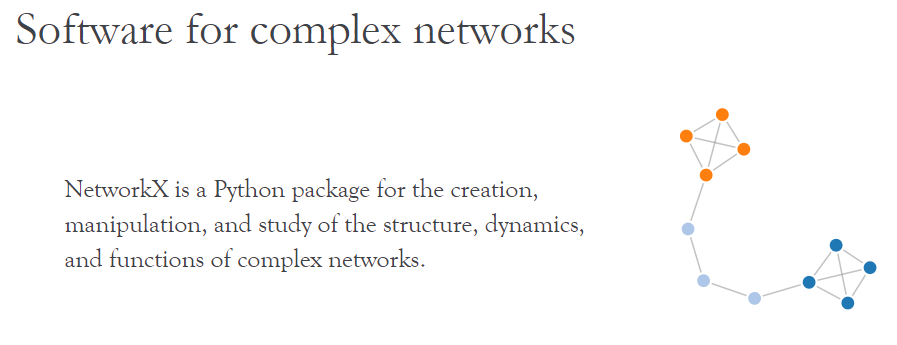 Software for complex networks
NetworkX is a Python package for the creation,
manipulation, and study of the structure, dynamics,
and functions of complex networks.